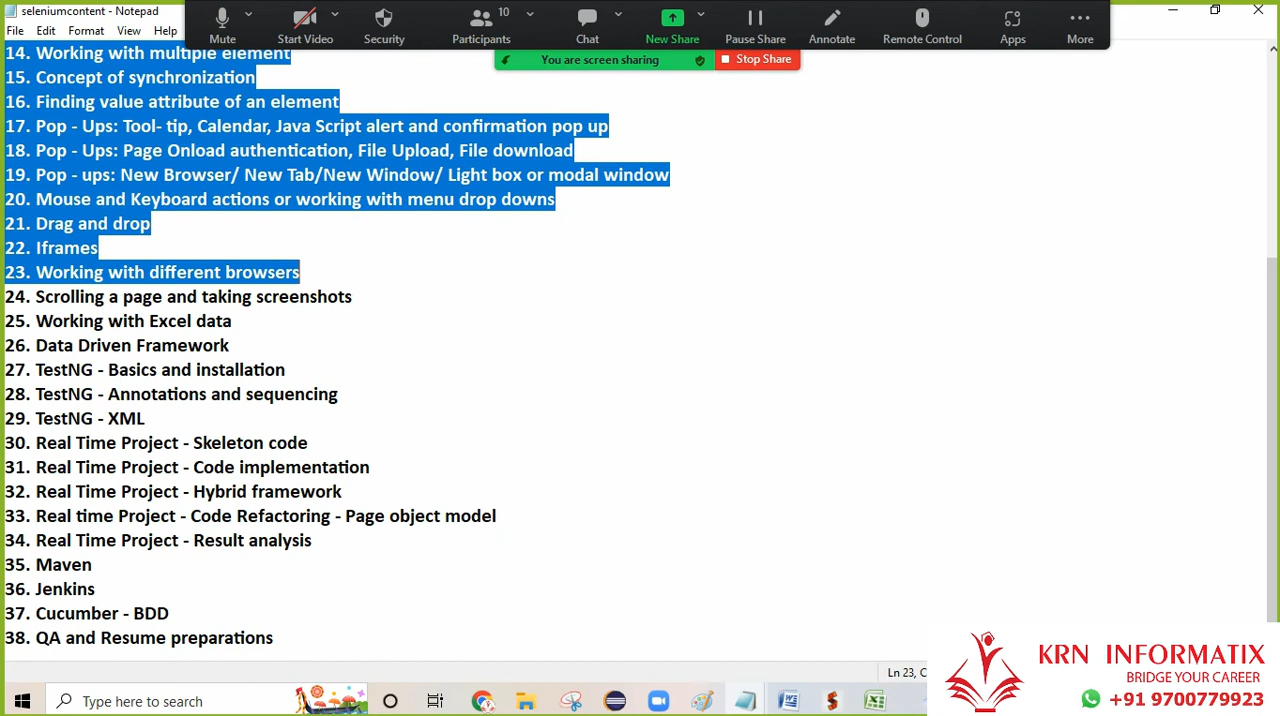 seleniumcontent - Notepad
File Edit Format View Help
Mute
Start Video
Security
10
Participants
Chat
New Share
Pause Share
Annotate
Remote Control
Apps
More
You are screen sharing
Stop Share
14. Working with multiple element
15. Concept of synchronization
16. Finding value attribute of an element
17. Pop - Ups: Tool- tip, Calendar, Java Script alert and confirmation pop up
18. Pop - Ups: Page Onload authentication, File Upload, File download
19. Pop - ups: New Browser/ New Tab/New Window/ Light box or modal window
20. Mouse and Keyboard actions or working with menu drop downs
21. Drag and drop
22. Iframes
23. Working with different browsers
24. Scrolling a page and taking screenshots
25. Working with Excel data
26. Data Driven Framework
27. TestNG - Basics and installation
28. TestNG - Annotations and sequencing
29. TestNG - XML
30. Real Time Project - Skeleton code
31. Real Time Project - Code implementation
32. Real Time Project - Hybrid framework
33. Real time Project - Code Refactoring - Page object model
34. Real Time Project - Result analysis
35. Maven
36. Jenkins
37. Cucumber - BDD
38. QA and Resume preparations
Ln 23, C
KRN INFORMATIX
BRIDGE YOUR CAREER
+91 9700779923
Type here to search